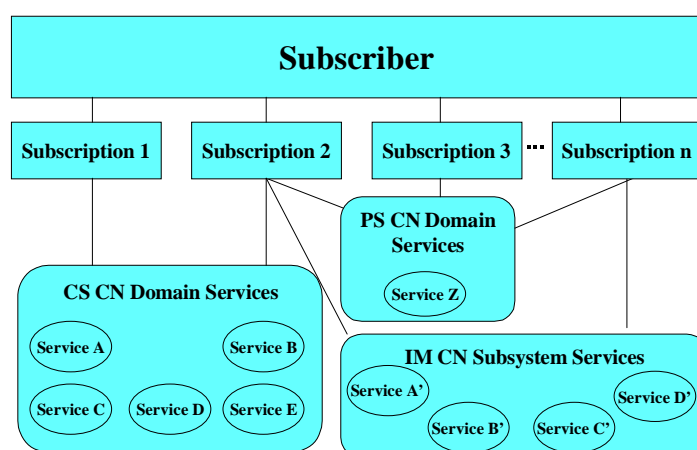 Subscriber
Subscription 1
Subscription 2
Subscription 3
...
Subscription n
PS CN Domain
Services
Service Z
CS CN Domain Services
Service A
Service B
Service C
Service D
Service E
IM CN Subsystem Services
Service A’
Service B’
Service C’
Service D’